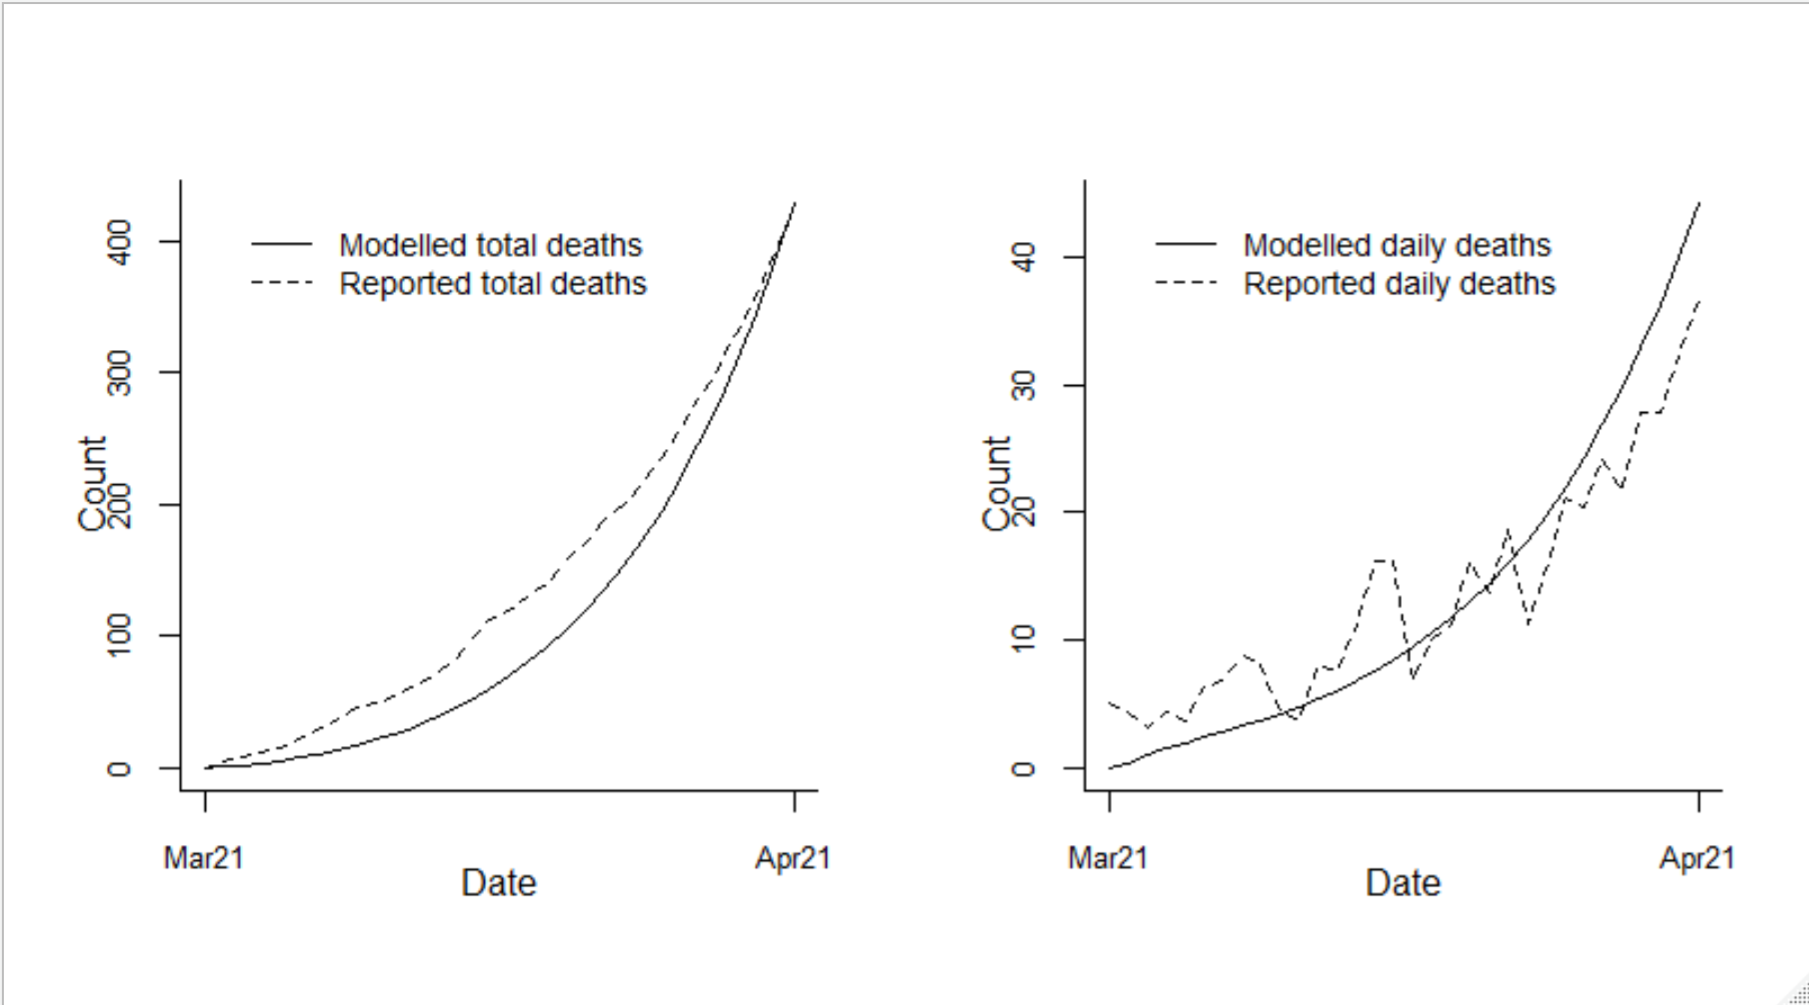 Modelled total deaths
Reported total deaths
400
300
200
100
0
Count
Mar21
Apr21
Date
Modelled daily deaths
Reported daily deaths
40
30
20
10
0
Count
Mar21
Apr21
Date